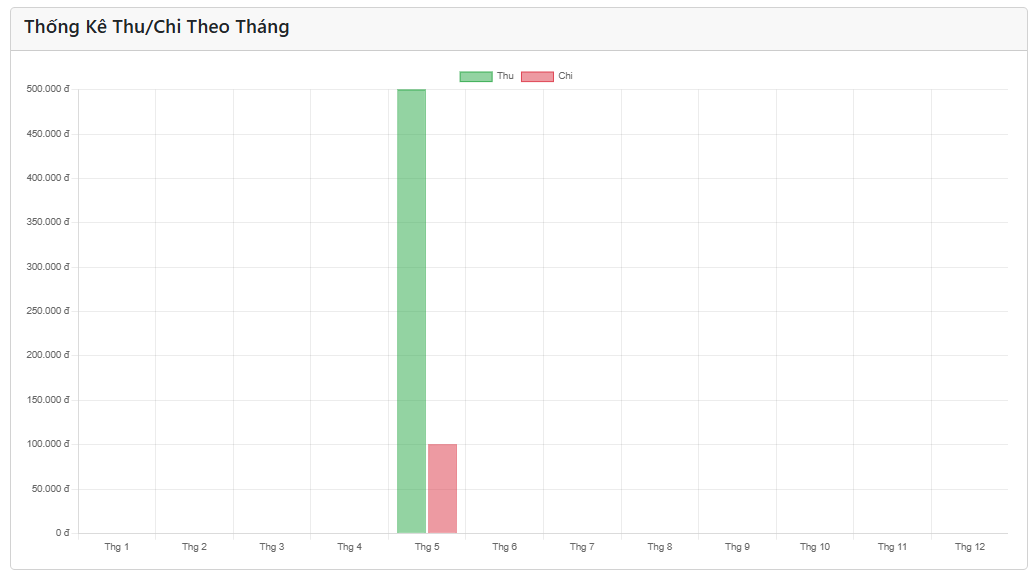 Thống Kê Thu/Chi Theo Tháng
Thu Chi
500.000 đ
450.000 đ
400.000 đ
350.000 đ
300.000 đ
250.000 đ
200.000 đ
150.000 đ
100.000 đ
50.000 đ
0 đ
Thg 1 Thg 2 Thg 3 Thg 4 Thg 5 Thg 6 Thg 7 Thg 8 Thg 9 Thg 10 Thg 11 Thg 12